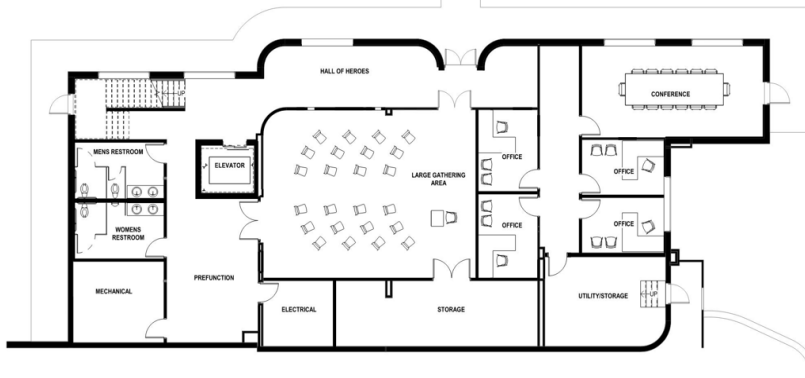 HALL OF HEROES
UP
CONFERENCE
MENS RESTROOM
ELEVATOR
OFFICE
LARGE GATHERING
AREA
OFFICE
WOMENS
RESTROOM
OFFICE
OFFICE
PREFUNCTION
MECHANICAL
UTILITY/STORAGE
UP
ELECTRICAL
STORAGE